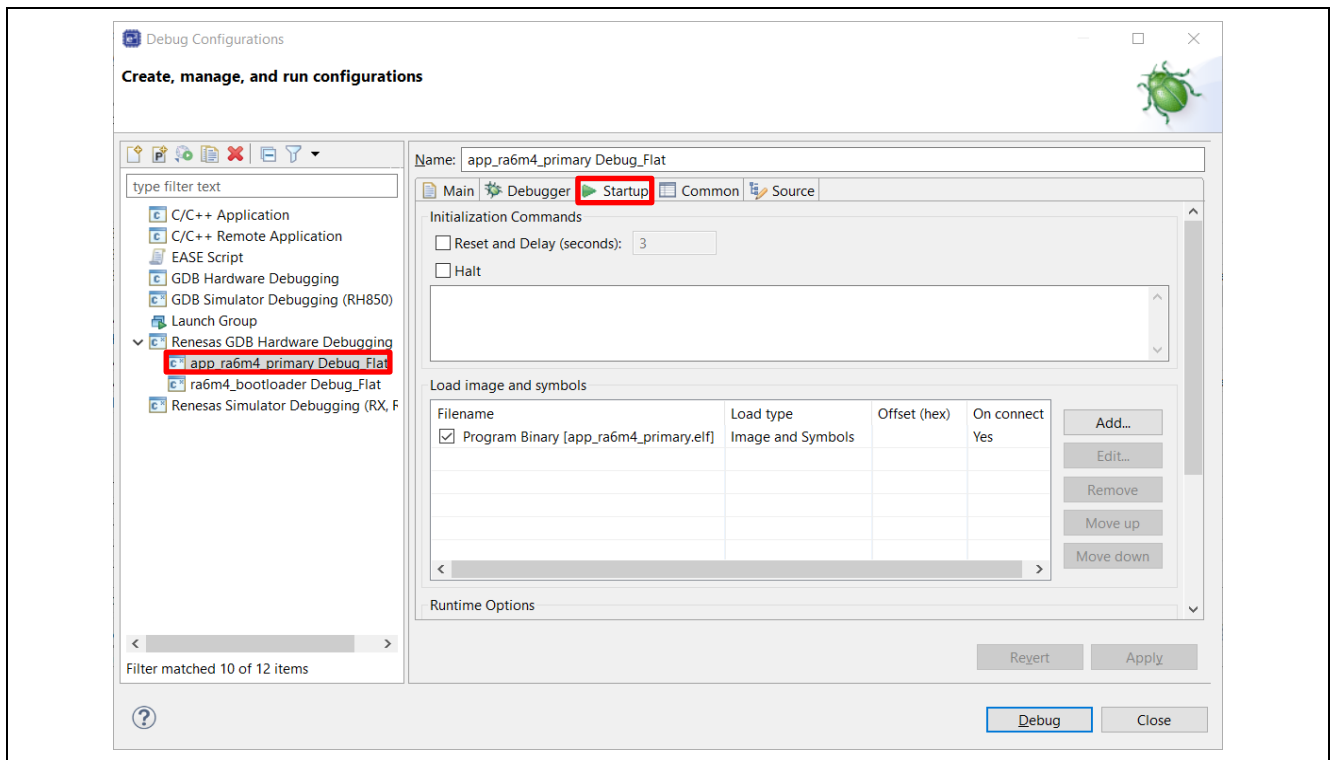 Debug Configurations
Create, manage, and run configurations
type filter text
C/C++ Application
C/C++ Remote Application
EASE Script
GDB Hardware Debugging
GDB Simulator Debugging (RH850)
Launch Group
Renesas GDB Hardware Debugging
app_ra6m4_primary Debug_Flat
ra6m4_bootloader Debug_Flat
Renesas Simulator Debugging (RX, R
Filter matched 10 of 12 items
Name: app_ra6m4_primary Debug_Flat
Main Debugger Startup Common Source
Initialization Commands
Reset and Delay (seconds): 3
Halt
Load image and symbols
Filename Load type Offset (hex) On connect
Program Binary [app_ra6m4_primary.elf] Image and Symbols Yes
Add...
Edit...
Remove
Move up
Move down
Runtime Options
Revert Apply
Debug Close